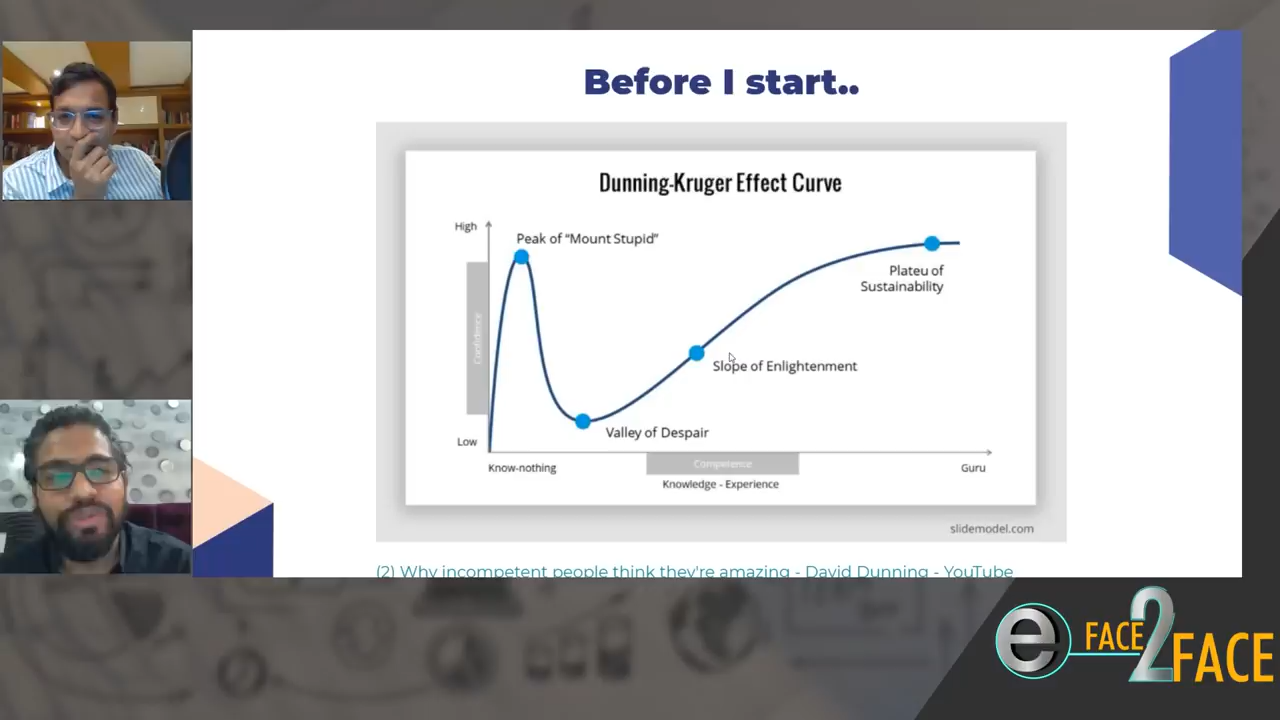 Before I start..
Dunning-Kruger Effect Curve
High
Peak of “Mount Stupid”
Plateu of
Sustainability
Confidency
Slope of Enlightenment
Valley of Despair
Low
Know-nothing
Competence
Guru
Knowledge - Experience
slidemodel.com
(2) Why incompetent people think they're amazing - David Dunning - YouTube
e FACE 2 FACE